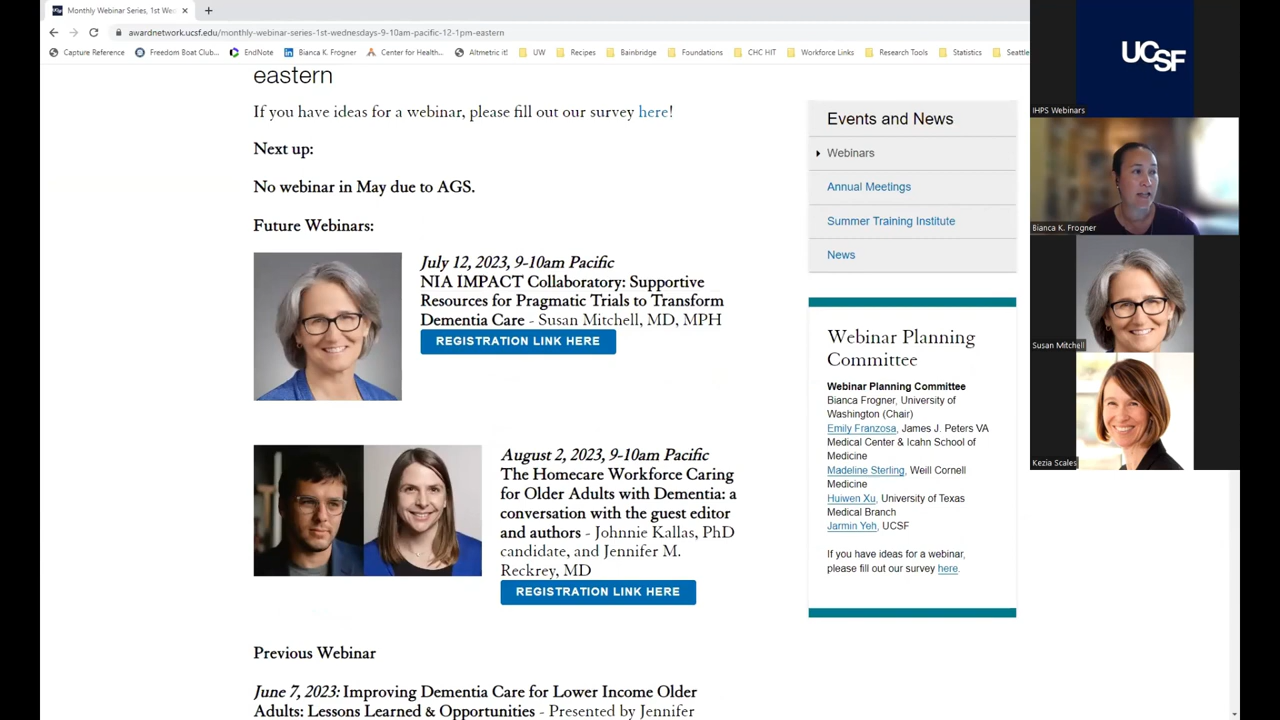 Monthly Webinar Series, 1st Wed
awardnetwork.ucsf.edu/monthly-webinar-series-1st-wednesdays-9-10am-pacific-12-1pm-eastern
Capture Reference
Freedom Boat Club...
EndNote
Bianca K. Frogner
Center for Health...
Altmetric it!
UW
Recipes
Bainbridge
Foundations
CHC HIT
Workforce Links
Research Tools
Statistics
Seattle
eastern
If you have ideas for a webinar, please fill out our survey here!
Next up:
No webinar in May due to AGS.
Future Webinars:
July 12, 2023, 9-10am Pacific
NIA IMPACT Collaboratory: Supportive
Resources for Pragmatic Trials to Transform
Dementia Care - Susan Mitchell, MD, MPH
REGISTRATION LINK HERE
August 2, 2023, 9-10am Pacific
The Homecare Workforce Caring
for Older Adults with Dementia: a
conversation with the guest editor
and authors - Johnnie Kallas, PhD
candidate, and Jennifer M.
Reckrey, MD
REGISTRATION LINK HERE
Previous Webinar
June 7, 2023: Improving Dementia Care for Lower Income Older
Adults: Lessons Learned & Opportunities - Presented by Jennifer
Events and News
Webinars
Annual Meetings
Summer Training Institute
News
Webinar Planning
Committee
Webinar Planning Committee
Bianca Frogner, University of
Washington (Chair)
Emily Franzosa, James J. Peters VA
Medical Center & Icahn School of
Medicine
Madeline Sterling, Weill Cornell
Medicine
Huiwen Xu, University of Texas
Medical Branch
Jarmin Yeh, UCSF
If you have ideas for a webinar,
please fill out our survey here.
UCSF
IHPS Webinars
Bianca K. Frogner
Susan Mitchell
Kezia Scales